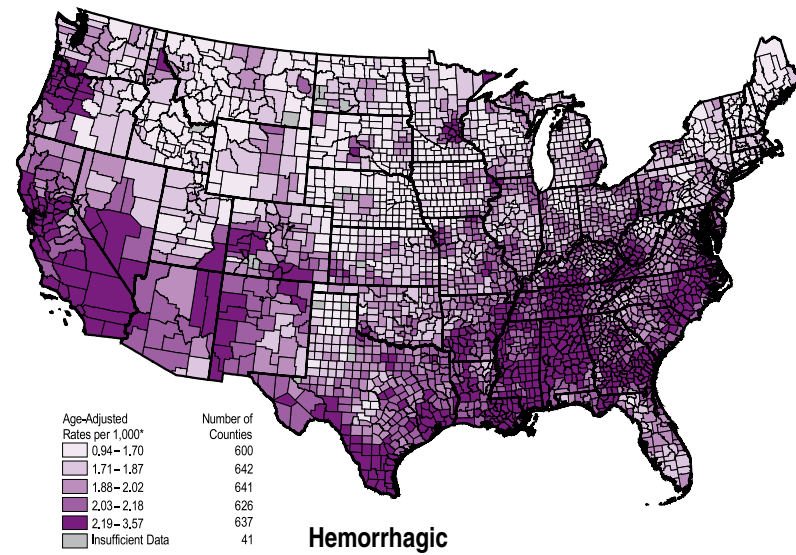 Age-Adjusted Number of
Rates per 1,000* Counties
0.94 – 1.70 600
1.71 – 1.87 642
1.88 – 2.02 641
2.03 – 2.18 626
2.19 – 3.57 637
Insufficient Data 41
Hemorrhagic